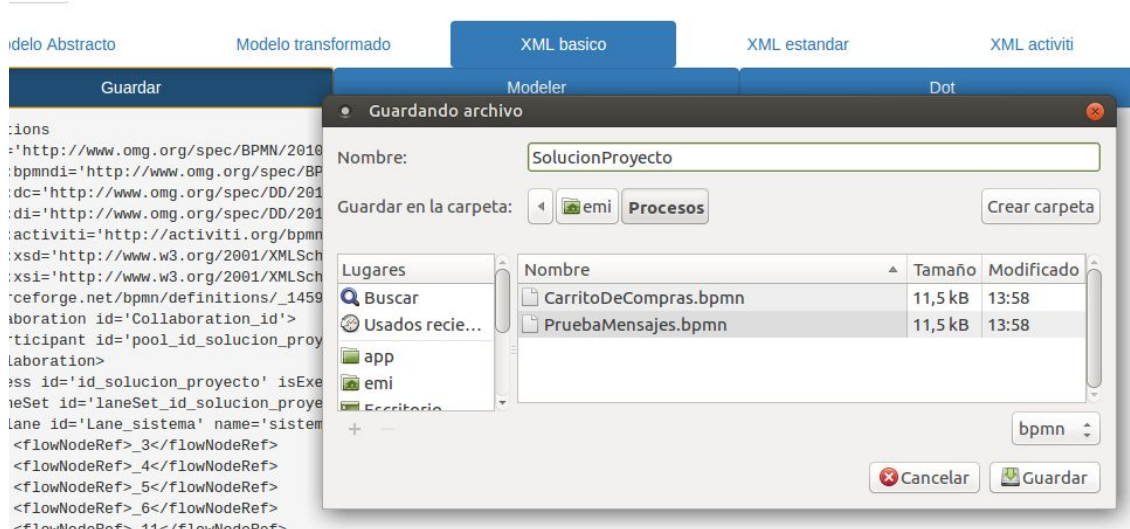 delo Abstracto Modelo transformado XML basico XML estandar XML activiti
Guardar Modeler Dot
Guardando archivo
Nombre: SolucionProyecto
Guardar en la carpeta: emi Procesos Crear carpeta
Lugares Nombre Tamaño Modificado
Buscar CarritoDeCompras.bpmn 11,5 kB 13:58
Usados recie... PruebaMensajes.bpmn 11,5 kB 13:58
app
emi
Escritorio
bpmn
Cancelar Guardar
tions
='http://www.omg.org/spec/BPMN/2010
:bpmndi='http://www.omg.org/spec/BP
:dc='http://www.omg.org/spec/DD/201
:di='http://www.omg.org/spec/DD/201
:activiti='http://activiti.org/bpmn
:xsd='http://www.w3.org/2001/XMLSch
:xsi='http://www.w3.org/2001/XMLSch
rceforge.net/bpmn/definitions/_1459
aboration id='Collaboration_id'>
rticipant id='pool_id_solucion_proy
laboration>
ess id='id_solucion_proyecto' isExe
neSet id='laneSet_id_solucion_proye
lane id='Lane_sistema' name='sistem
<flowNodeRef>_3</flowNodeRef>
<flowNodeRef>_4</flowNodeRef>
<flowNodeRef>_5</flowNodeRef>
<flowNodeRef>_6</flowNodeRef>
<flowNodeRef>_11</flowNodeRef>